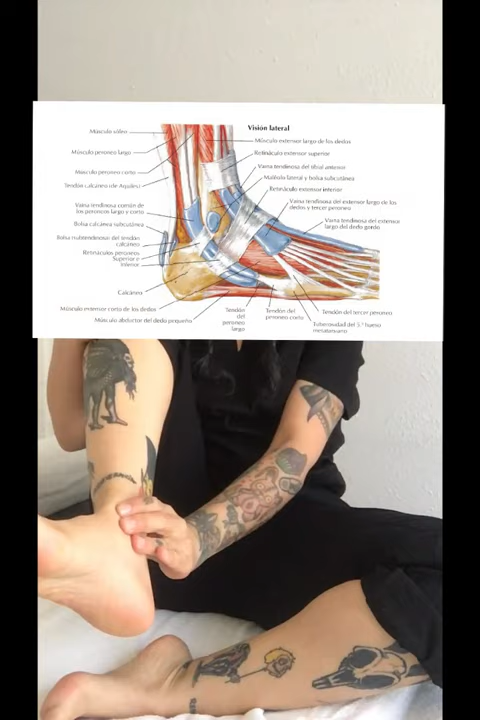 Visión lateral
Músculo sóleo
Músculo peroneo largo
Músculo peroneo corto
Tendón calcáneo de Aquiles
Vaina tendinosa común de
los peroneos largo y corto
Bolsa calcánea subcutánea
Bolsa subtendinosa del tendón
calcáneo
Retináculos peroneos
Superior e
inferior
Calcáneo
Músculo extensor corto de los dedos
Músculo abductor del dedo pequeño
Músculo extensor largo de los dedos
Retináculo extensor superior
Vaina tendinosa del tibial anterior
Maléolo lateral y bolsa subcutánea
Retináculo extensor inferior
Vaina tendinosa del extensor largo de los
dedos y tercer peroneo
Vaina tendinosa del extensor
largo del dedo gordo
Tendón
del
peroneo
largo
Tendón del
peroneo corto
Tendón del tercer peroneo
Tuberosidad del 5.º hueso
metatarsiano